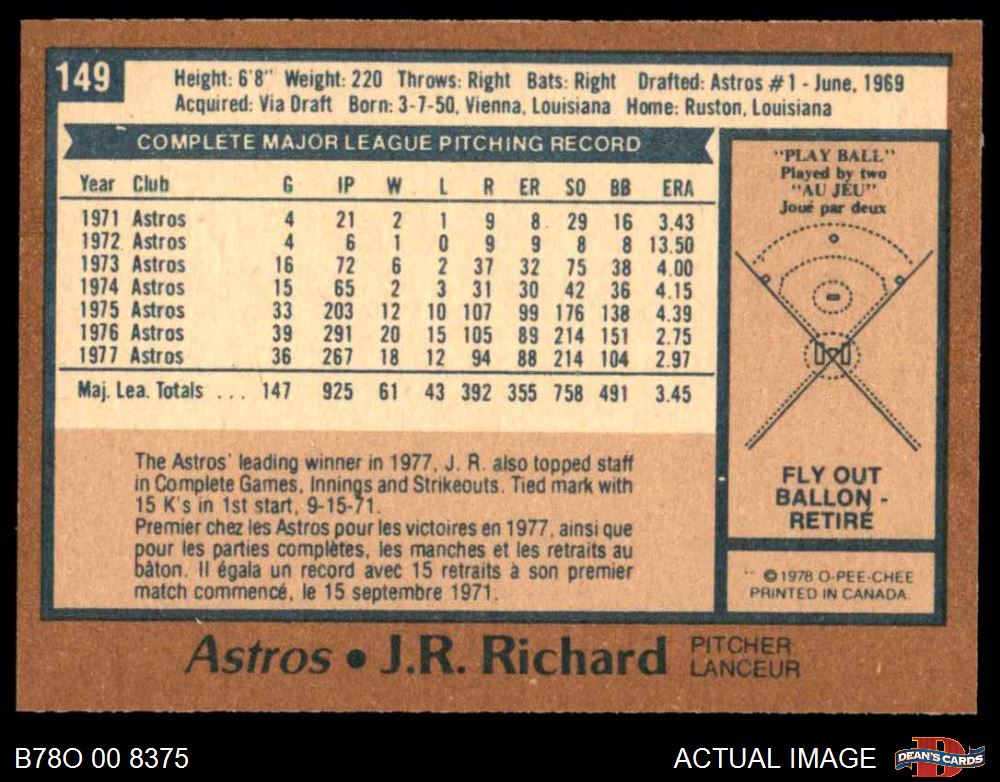 149
Height: 6'8" Weight: 220 Throws: Right Bats: Right Drafted: Astros #1 - June, 1969
Acquired: Via Draft Born: 3-7-50, Vienna, Louisiana Home: Ruston, Louisiana
COMPLETE MAJOR LEAGUE PITCHING RECORD
Year Club G IP W L R ER SO BB ERA
1971 Astros 4 21 2 1 9 8 29 16 3.43
1972 Astros 4 6 1 0 9 9 8 8 13.50
1973 Astros 16 72 6 2 37 32 75 38 4.00
1974 Astros 15 65 2 3 31 30 42 36 4.15
1975 Astros 33 203 12 10 107 99 176 138 4.39
1976 Astros 39 291 20 15 105 89 214 151 2.75
1977 Astros 36 267 18 12 94 88 214 104 2.97
Maj. Lea. Totals ... 147 925 61 43 392 355 758 491 3.45
The Astros' leading winner in 1977, J. R. also topped staff
in Complete Games, Innings and Strikeouts. Tied mark with
15 K's in 1st start, 9-15-71.
Premier chez les Astros pour les victoires en 1977, ainsi que
pour les parties complètes, les manches et les retraits au
bâton. Il égala un record avec 15 retraits à son premier
match commencé, le 15 septembre 1971.
"PLAY BALL"
Played by two
"AU JEU"
Joué par deux
FLY OUT
BALLON -
RETIRÉ
© 1978 O-PEE-CHEE
PRINTED IN CANADA.
Astros • J.R. Richard PITCHER
LANCEUR
B78O 00 8375
ACTUAL IMAGE
D
DEAN'S CARDS